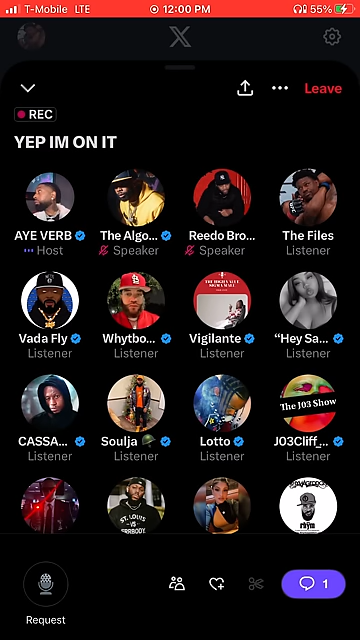 T-Mobile LTE 12:00 PM 55%
Leave
REC
YEP IM ON IT
AYE VERB The Algo... Reedo Bro... The Files
Host Speaker Speaker Listener
Vada Fly Whytbo... Vigilante “Hey Sa...
Listener Listener Listener Listener
The J03 Show
CASSA... Soulja Lotto J03Cliff_...
Listener Listener Listener Listener
ST. LOUIS
-VS-
Request
1